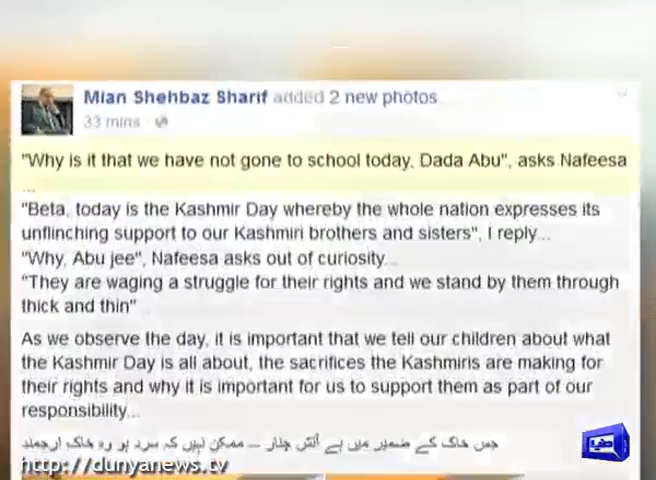 Mian Shehbaz Sharif added 2 new photos
33 mins
"Why is it that we have not gone to school today, Dada Abu", asks Nafeesa
...
"Beta, today is the Kashmir Day whereby the whole nation expresses its
unflinching support to our Kashmiri brothers and sisters", I reply...
"Why, Abu jee", Nafeesa asks out of curiosity...
"They are waging a struggle for their rights and we stand by them through
thick and thin"
As we observe the day, it is important that we tell our children about what
the Kashmir Day is all about, the sacrifices the Kashmiris are making for
their rights and why it is important for us to support them as part of our
responsibility...
جس خاک کے ضمیر میں ہے آتش چنار — ممکن نہیں کہ سرد ہو وہ خاک ارجمند
دنیا
http://dunyanews.tv